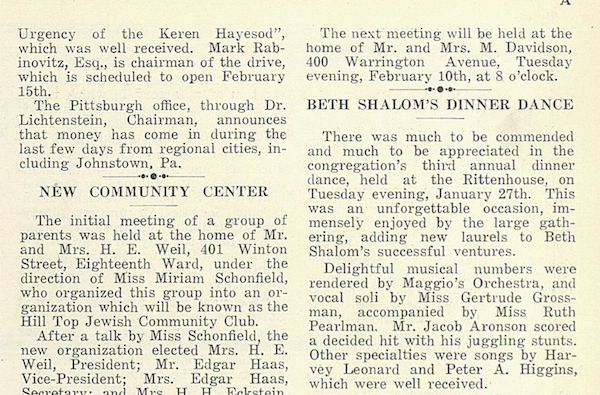 Urgency of the Keren Hayesod",
which was well received. Mark Rab-
inovitz, Esq., is chairman of the drive,
which is scheduled to open February
15th.
The Pittsburgh office, through Dr.
Lichtenstein, Chairman, announces
that money has come in during the
last few days from regional cities, in-
cluding Johnstown, Pa.
NEW COMMUNITY CENTER
The initial meeting of a group of
parents was held at the home of Mr.
and Mrs. H. E. Weil, 401 Winton
Street, Eighteenth Ward, under the
direction of Miss Miriam Schonfield,
who organized this group into an or-
ganization which will be known as the
Hill Top Jewish Community Club.
After a talk by Miss Schonfield, the
new organization elected Mrs. H. E.
Weil, President; Mr. Edgar Haas,
Vice-President; Mrs. Edgar Haas,
Secretary; and Mrs. H. H. Eckstein,
The next meeting will be held at the
home of Mr. and Mrs. M. Davidson,
400 Warrington Avenue, Tuesday
evening, February 10th, at 8 o'clock.
BETH SHALOM'S DINNER DANCE
There was much to be commended
and much to be appreciated in the
congregation's third annual dinner
dance, held at the Rittenhouse, on
Tuesday evening, January 27th. This
was an unforgettable occasion, im-
mensely enjoyed by the large gath-
ering, adding new laurels to Beth
Shalom's successful ventures.
Delightful musical numbers were
rendered by Maggio's Orchestra, and
vocal soli by Miss Gertrude Gross-
man, accompanied by Miss Ruth
Pearlman. Mr. Jacob Aronson scored
a decided hit with his juggling stunts.
Other specialties were songs by Har-
vey Leonard and Peter A. Higgins,
which were well received.